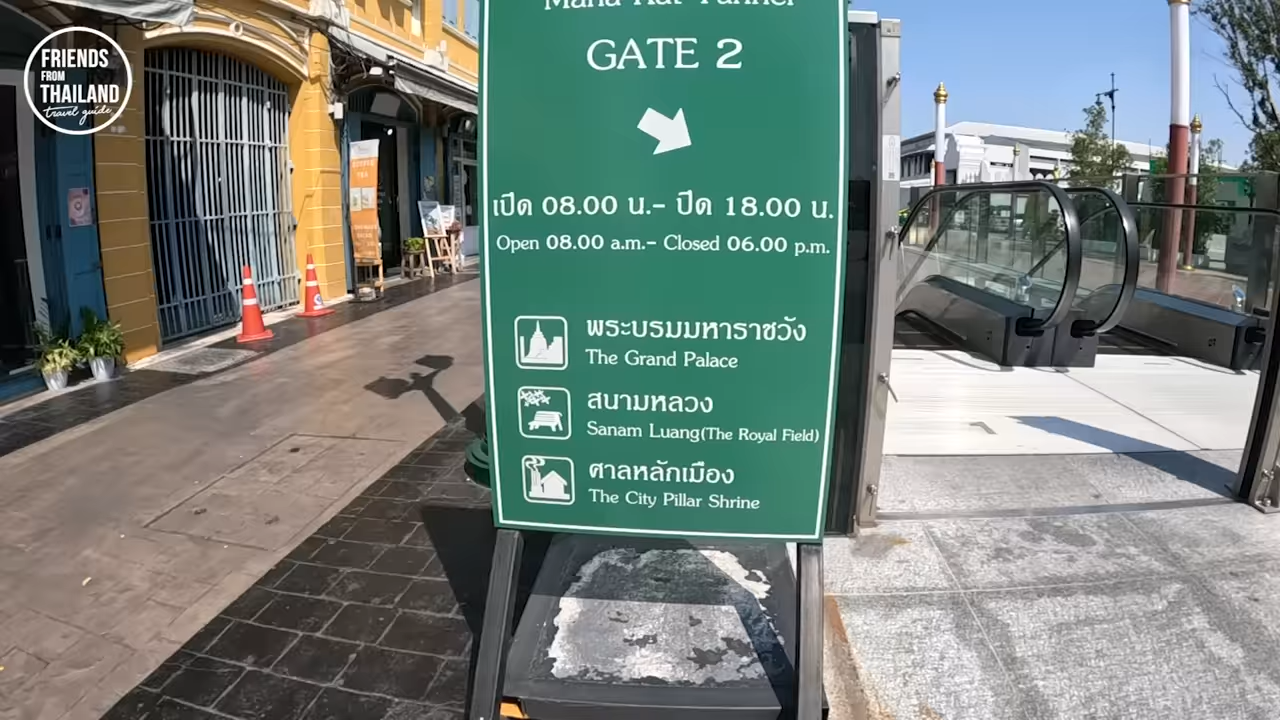 FRIENDS
FROM
THAILAND
travel guide
GATE 2
เปิด 08.00 น.- ปิด 18.00 น.
Open 08.00 a.m.- Closed 06.00 p.m.
พระบรมมหาราชวัง
The Grand Palace
สนามหลวง
Sanam Luang(The Royal Field)
ศาลหลักเมือง
The City Pillar Shrine